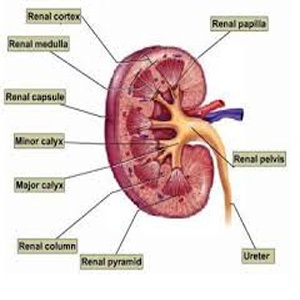 Renal cortex
Renal papilla
Renal medulla
Renal capsule
Minor calyx
Renal pelvis
Major calyx
Renal column
Ureter
Renal pyramid